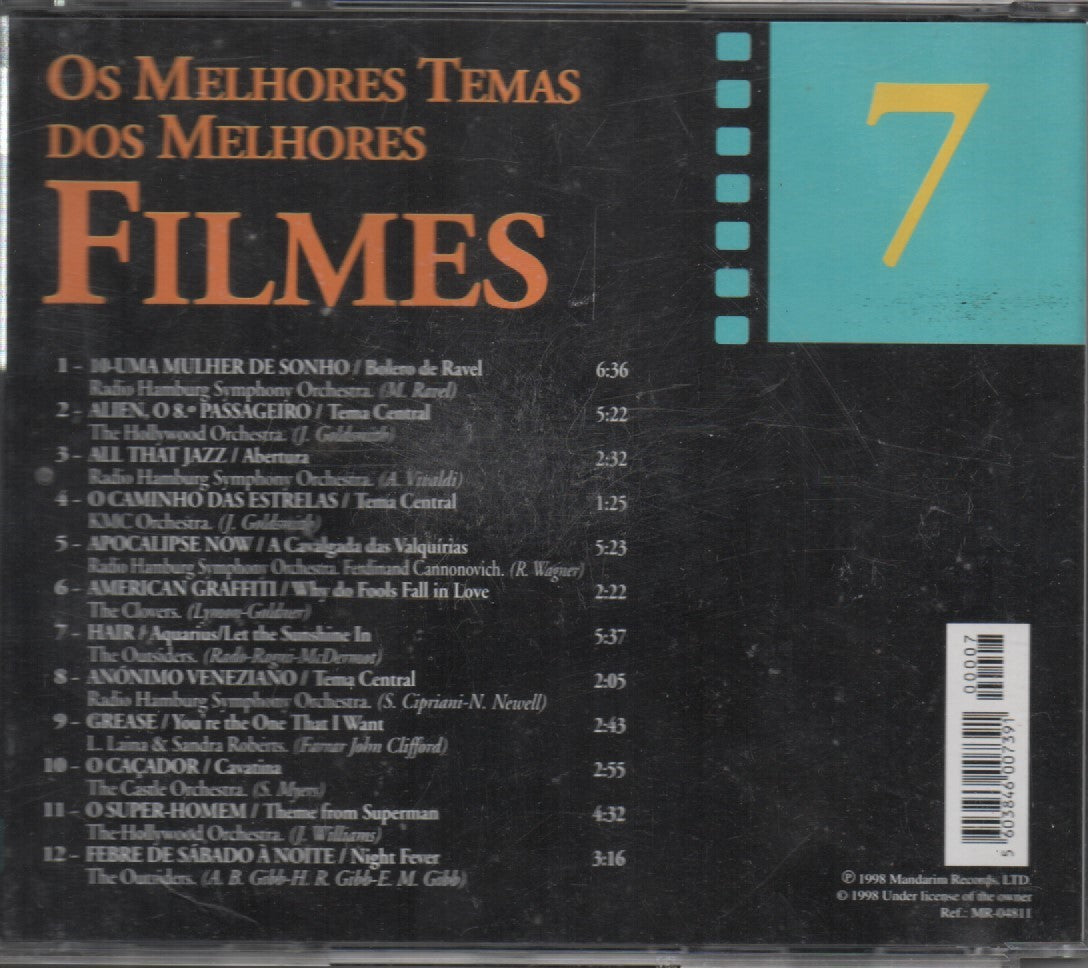 OS MELHORES TEMAS
DOS MELHORES
FILMES
7
1 - 10-UMA MULHER DE SONHO / Bolero de Ravel 6:36
Radio Hamburg Symphony Orchestra. (M. Ravel)
2 - ALIEN, O 8.º PASSAGEIRO / Tema Central 5:22
The Hollywood Orchestra. (J. Goldsmith)
3 - ALL THAT JAZZ / Abertura 2:32
Radio Hamburg Symphony Orchestra. (A. Vivaldi)
4 - O CAMINHO DAS ESTRELAS / Tema Central 1:25
KMC Orchestra. (J. Goldsmith)
5 - APOCALIPSE NOW / A Cavalgada das Valquírias 5:23
Radio Hamburg Symphony Orchestra. Ferdinand Cannonovich. (R. Wagner)
6 - AMERICAN GRAFFITI / Why do Fools Fall in Love 2:22
The Clovers. (Lymon-Goldner)
7 - HAIR / Aquarius/Let the Sunshine In 5:37
The Outsiders. (Rado-Ragni-McDermot)
8 - ANÓNIMO VENEZIANO / Tema Central 2:05
Radio Hamburg Symphony Orchestra. (S. Cipriani-N. Newell)
9 - GREASE / You're the One That I Want 2:43
L. Laina & Sandra Roberts. (Farrar John Clifford)
10 - O CAÇADOR / Cavatina 2:55
The Castle Orchestra. (S. Myers)
11 - O SUPER-HOMEM / Theme from Superman 4:32
The Hollywood Orchestra. (J. Williams)
12 - FEBRE DE SÁBADO À NOITE / Night Fever 3:16
The Outsiders. (A. B. Gibb-H. R. Gibb-E. M. Gibb)
00007
5 603846 007391
℗ 1998 Mandarim Records, LTD.
© 1998 Under license of the owner
Ref.: MR-04811